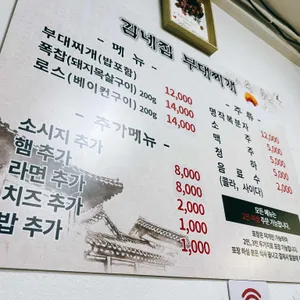 김네집 부대찌개
- 메 뉴 -
부대찌개(밥포함) 12,000
폭찹(돼지목살구이) 200g 14,000
로스(베이컨구이) 200g 14,000
- 추가메뉴 -
소시지 추가 8,000
햄 추가 8,000
라면 추가 2,000
치즈 추가 1,000
밥 추가 1,000
- 주류 -
명작복분자 12,000
소 주 5,000
맥 주 5,000
청 하 5,000
음 료 수 2,000
(콜라, 사이다)
모든 메뉴는